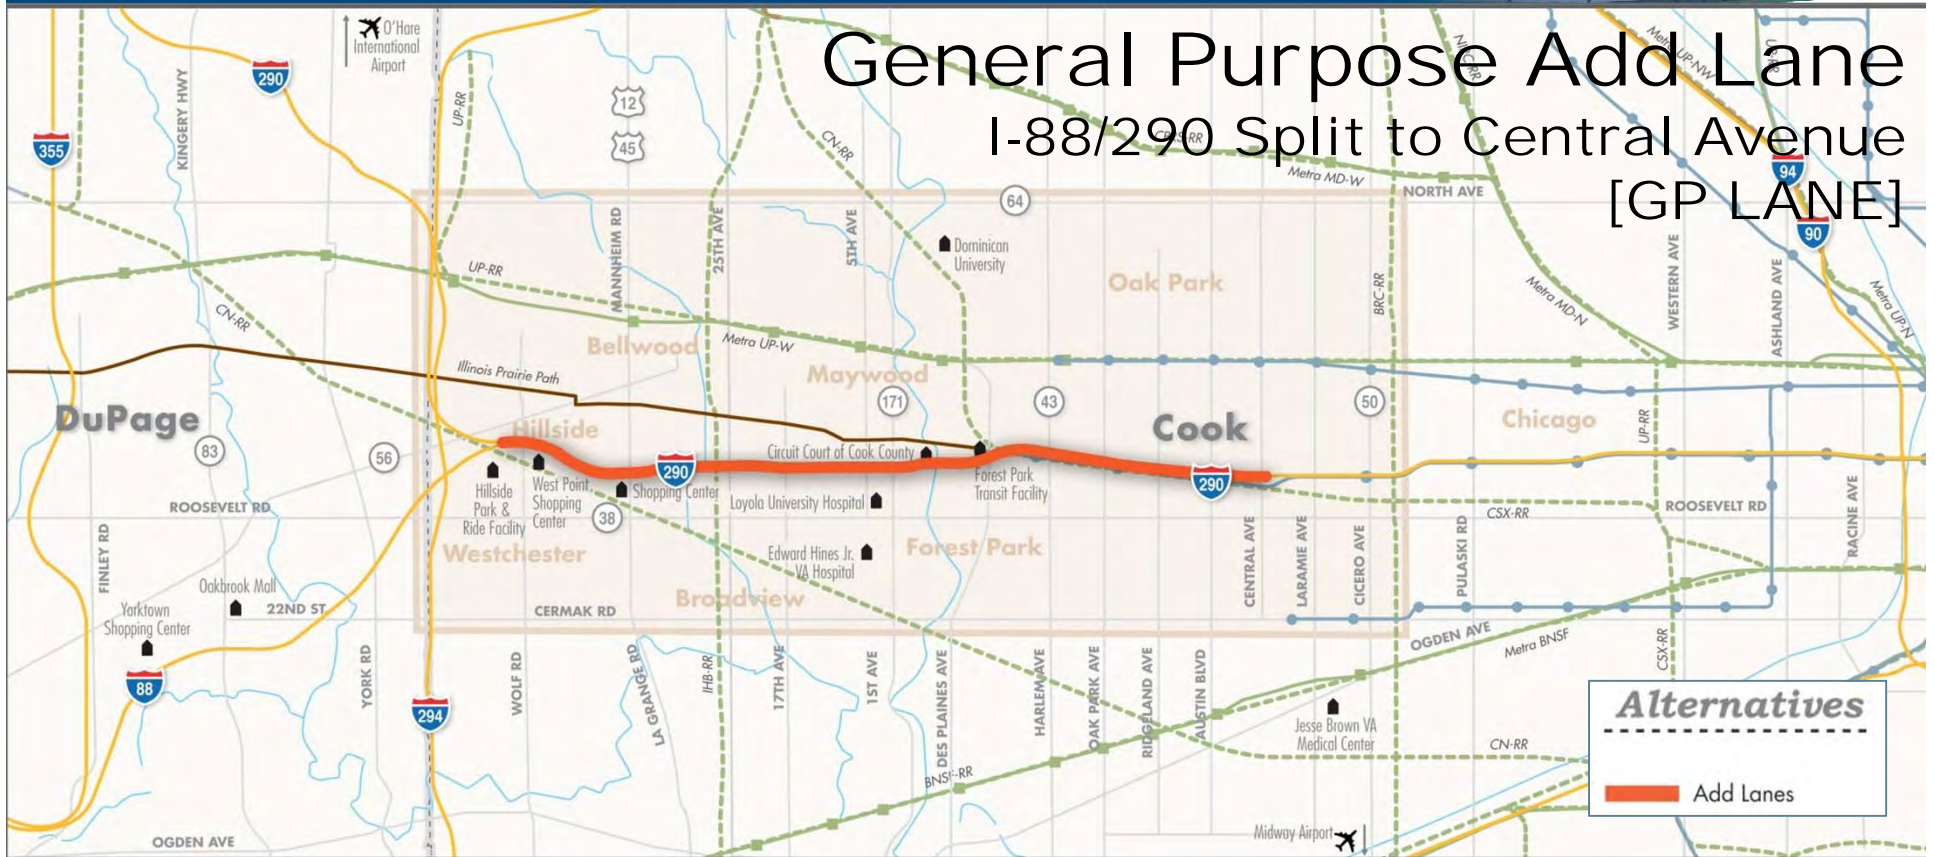 General Purpose Add Lane
I-88/290 Split to Central Avenue
[GP LANE]
O'Hare
International
Airport
290
355
KINGERY HWY
UP-RR
12
45
CN-RR
CPRS-RR
Metra MD-W
NIRC-RR
Metra UP-NW
UP-RR
94
90
NORTH AVE
64
MANNHEIM RD
25TH AVE
5TH AVE
Dominican
University
Oak Park
BRC-RR
Metra MD-N
WESTERN AVE
ASHLAND AVE
Metra UP-N
UP-RR
CN-RR
Bellwood
Metra UP-W
Maywood
Illinois Prairie Path
171
43
50
DuPage
Hillside
Cook
Chicago
UP-RR
83
56
290
Circuit Court of Cook County
Forest Park
Transit Facility
290
Hillside
Park &
Ride Facility
West Point
Shopping
Center
Shopping Center
38
Loyola University Hospital
ROOSEVELT RD
CSX-RR
ROOSEVELT RD
FINLEY RD
Westchester
Edward Hines Jr.
VA Hospital
Forest Park
CENTRAL AVE
LARAMIE AVE
CICERO AVE
PULASKI RD
RACINE AVE
Oakbrook Mall
22ND ST
Yorktown
Shopping Center
Broadview
CERMAK RD
OGDEN AVE
Metra BNSF
CSX-RR
88
YORK RD
294
WOLF RD
LA GRANGE RD
IHB-RR
17TH AVE
1ST AVE
DES PLAINES AVE
HARLEM AVE
OAK PARK AVE
RIDGELAND AVE
AUSTIN BLVD
Jesse Brown VA
Medical Center
CN-RR
BNSF-RR
OGDEN AVE
Midway Airport
Alternatives
Add Lanes